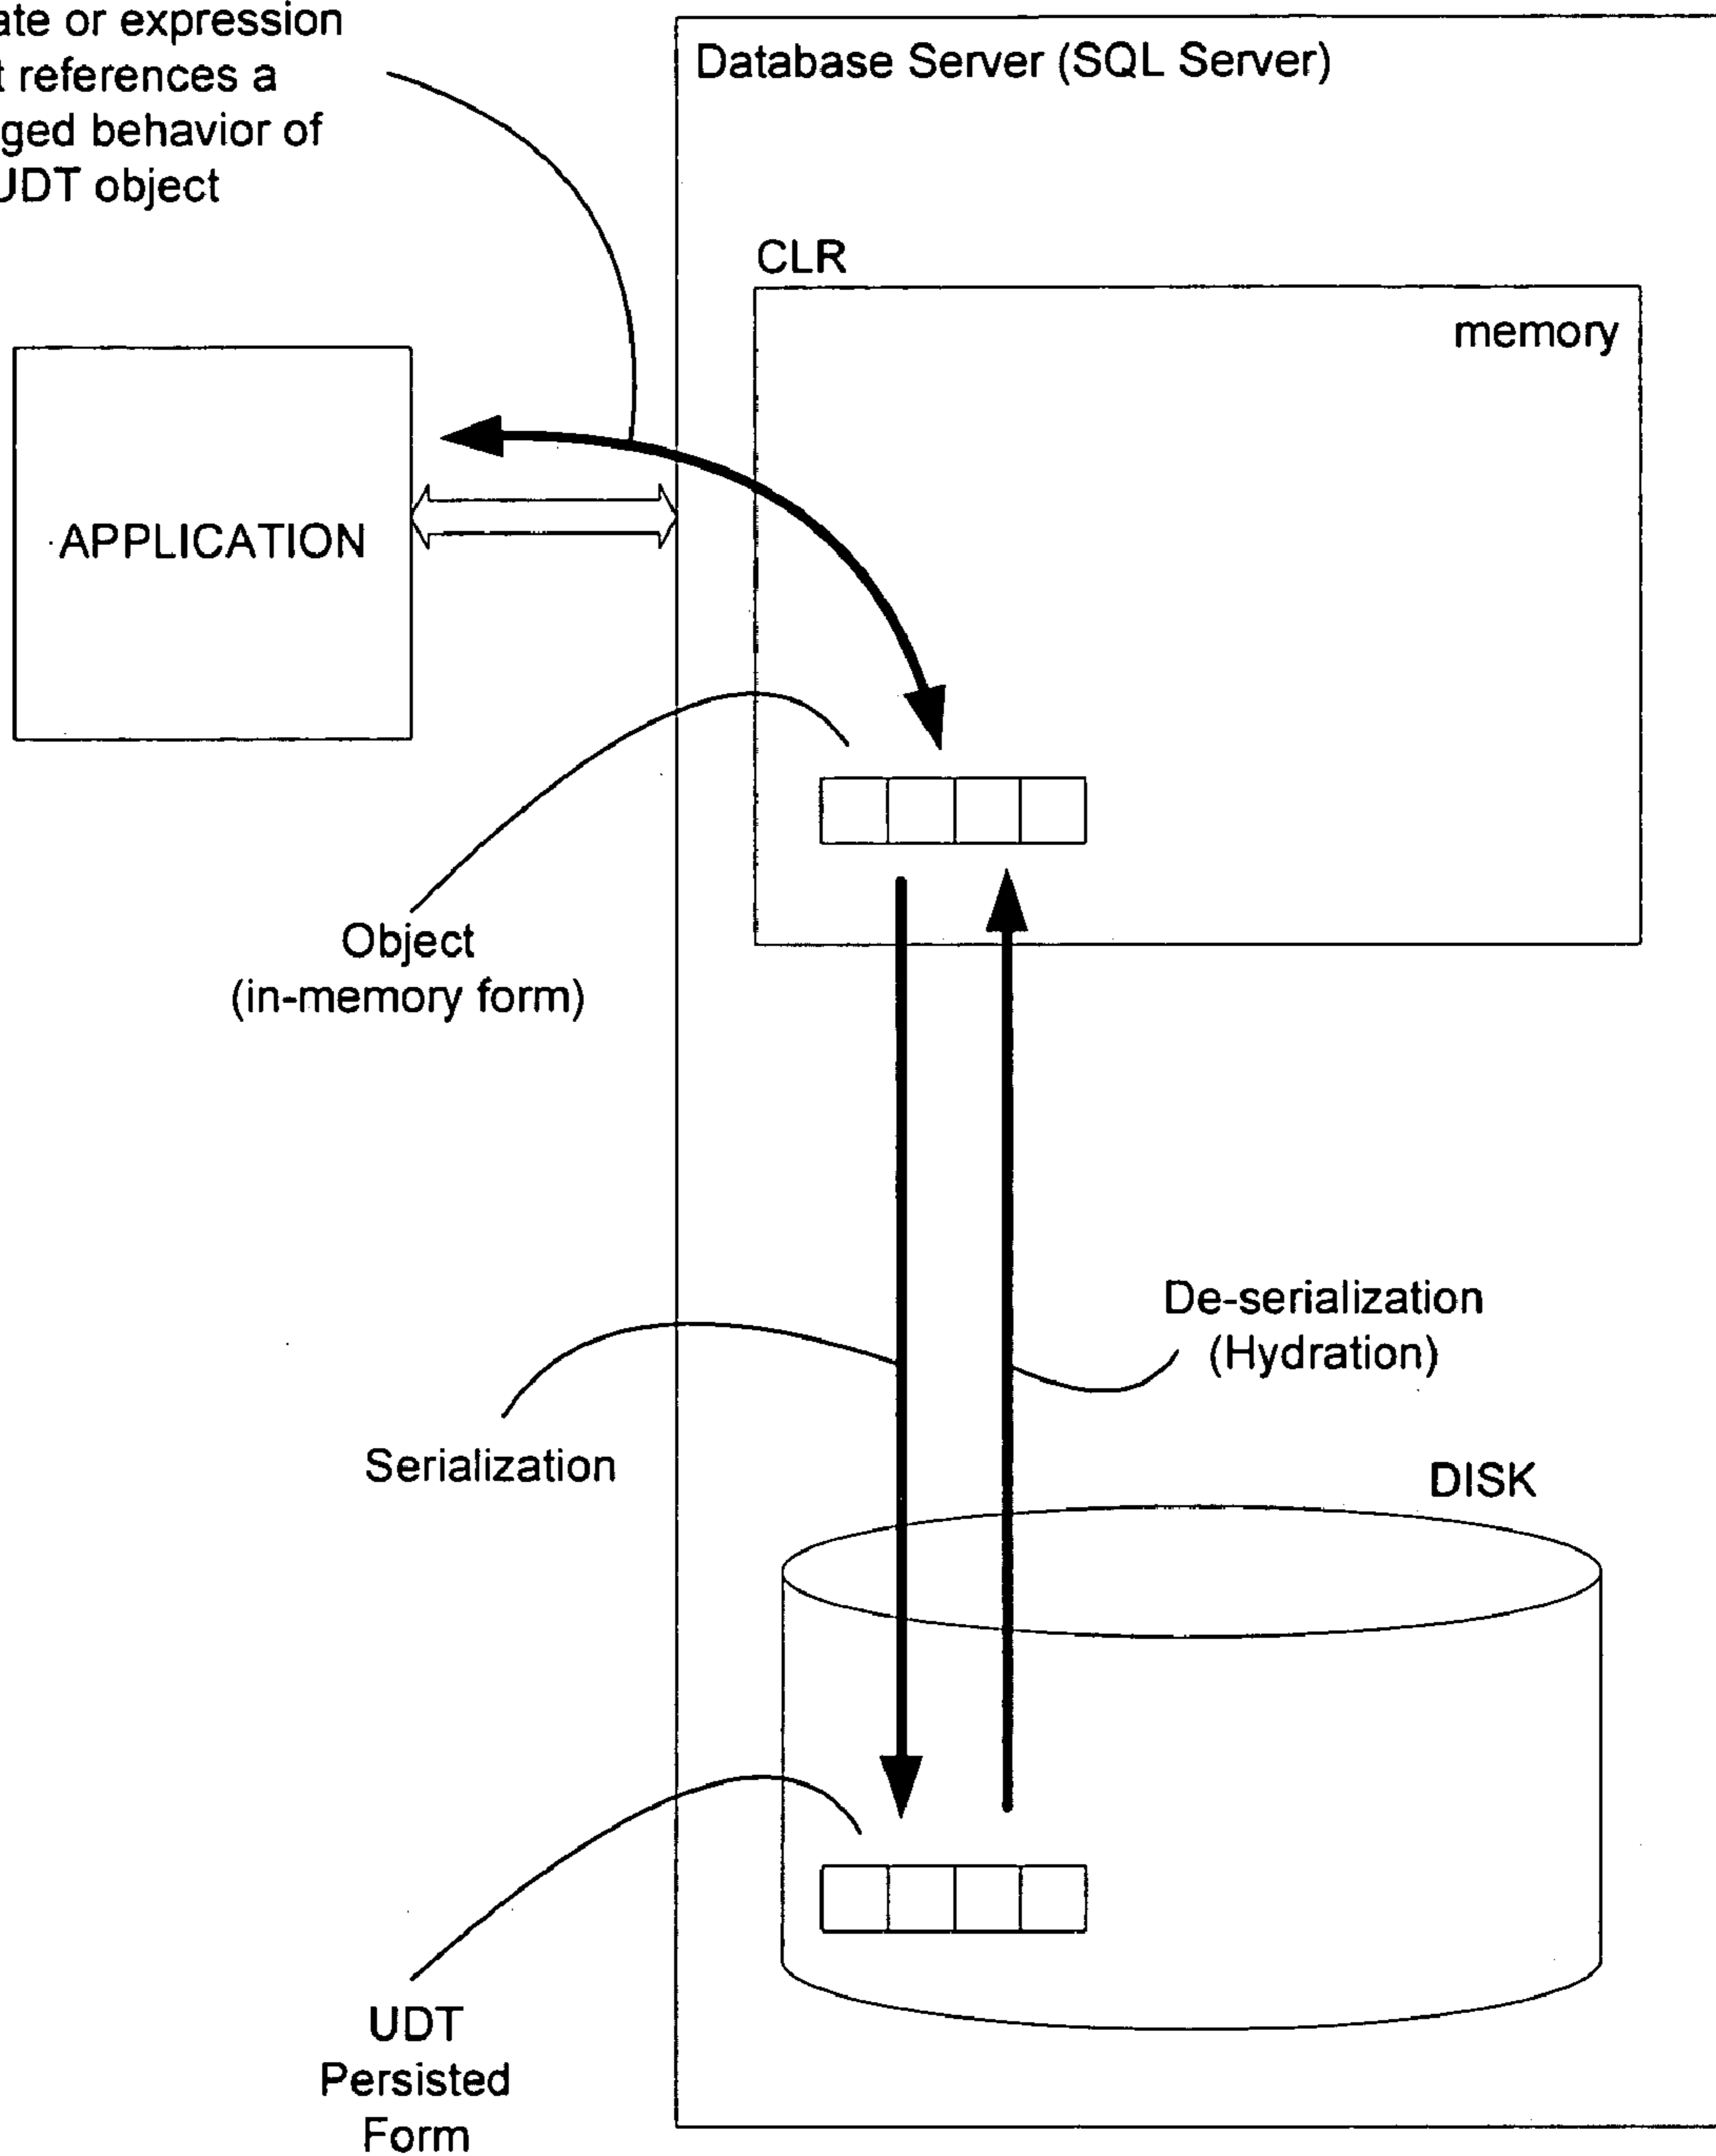 ate or expression
t references a
ged behavior of
UDT object
Database Server (SQL Server)
CLR
memory
APPLICATION
Object
(in-memory form)
De-serialization
(Hydration)
Serialization
DISK
UDT
Persisted
Form